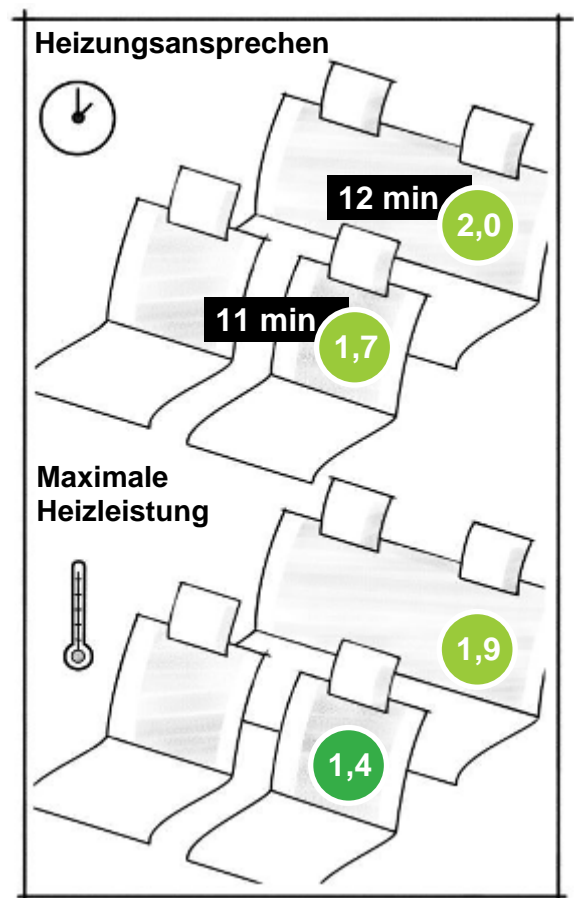 Heizungsansprechen
12 min
2,0
11 min
1,7
Maximale
Heizleistung
1,9
1,4